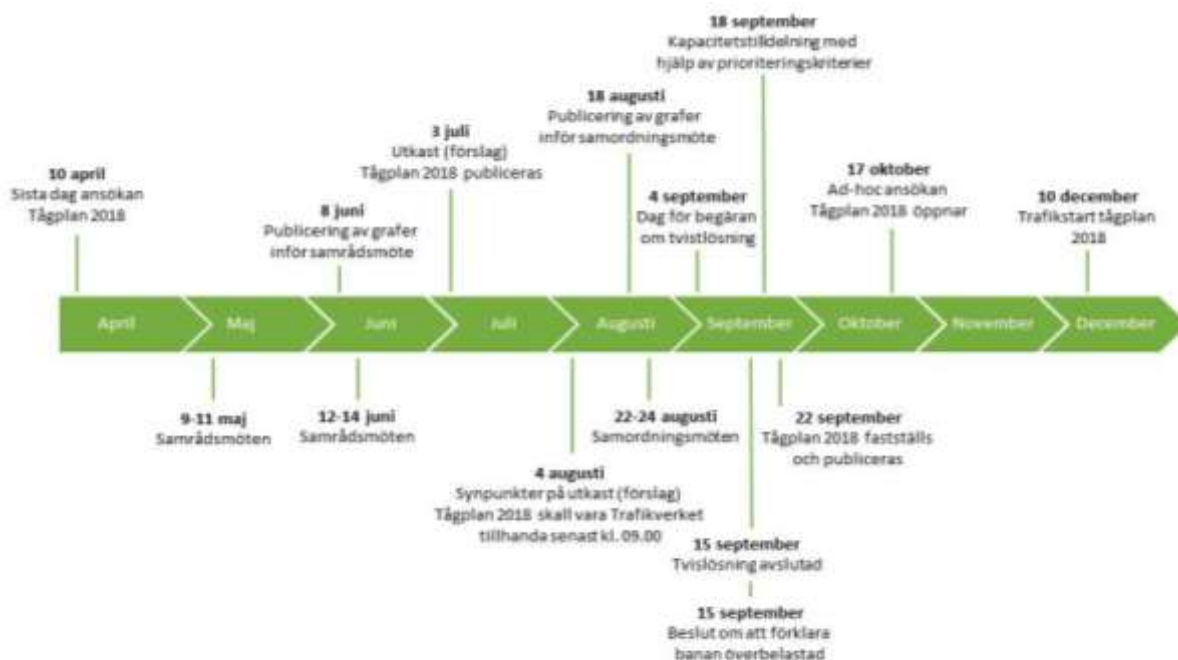 18 september
Kapacitetstilldelning med
hjälp av prioriteringskriterier
18 augusti
Publicering av grafer
inför samordningsmöte
3 juli
Utkast (förslag)
Tågplan 2018 publiceras
10 april
Sista dag ansökan
Tågplan 2018
8 juni
Publicering av grafer
inför samrådsmöte
4 september
Dag för begäran
om tvistlösning
17 oktober
Ad-hoc ansökan
Tågplan 2018 öppnar
10 december
Trafikstart tågplan
2018
April
Maj
Juni
Juli
Augusti
September
Oktober
November
December
9-11 maj
Samrådsmöten
12-14 juni
Samrådsmöten
22-24 augusti
Samordningsmöten
22 september
Tågplan 2018 fastställs
och publiceras
4 augusti
Synpunkter på utkast (förslag)
Tågplan 2018 skall vara Trafikverket
tillhanda senast kl. 09.00
15 september
Tvislösning avslutad
15 september
Beslut om att förklara
banan överbelastad